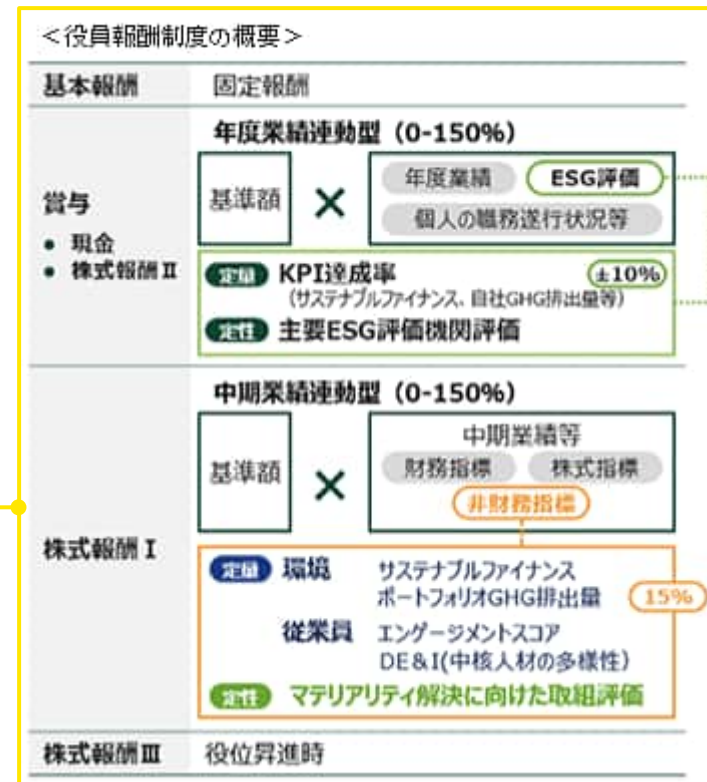 ＜役員報酬制度の概要＞
基本報酬 固定報酬
年度業績連動型（0-150%）
賞与
● 現金
● 株式報酬Ⅱ
基準額 × 年度業績 ESG評価
個人の職務遂行状況等
定量 KPI達成率 ±10%
（サステナブルファイナンス、自社GHG排出量等）
定性 主要ESG評価機関評価
中期業績連動型（0-150%）
株式報酬Ⅰ
基準額 × 中期業績等
財務指標 株式指標
非財務指標
定量 環境 サステナブルファイナンス
ポートフォリオGHG排出量 15%
従業員 エンゲージメントスコア
DE&I(中核人材の多様性）
定性 マテリアリティ解決に向けた取組評価
株式報酬Ⅲ 役位昇進時